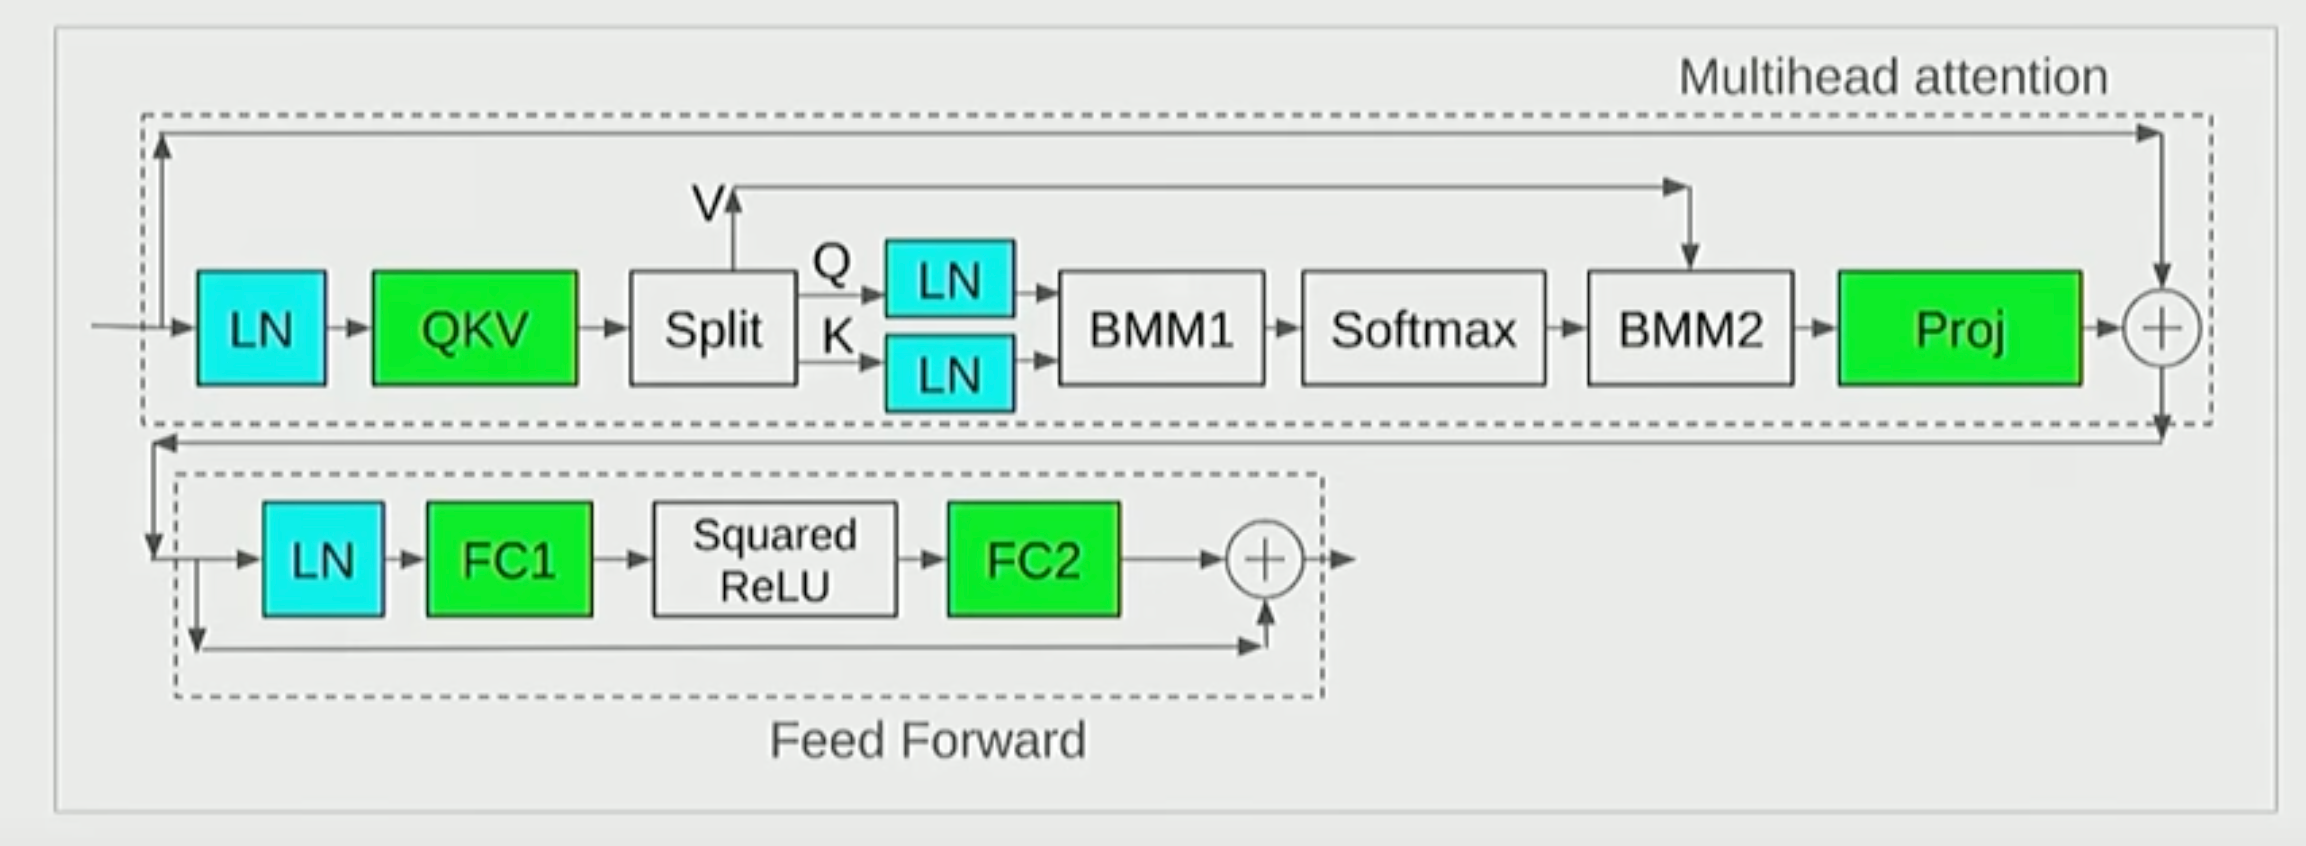 Multihead attention
V
Q
LN
LN
QKV
Split
K
LN
BMM1
Softmax
BMM2
Proj
LN
FC1
Squared
ReLU
FC2
Feed Forward